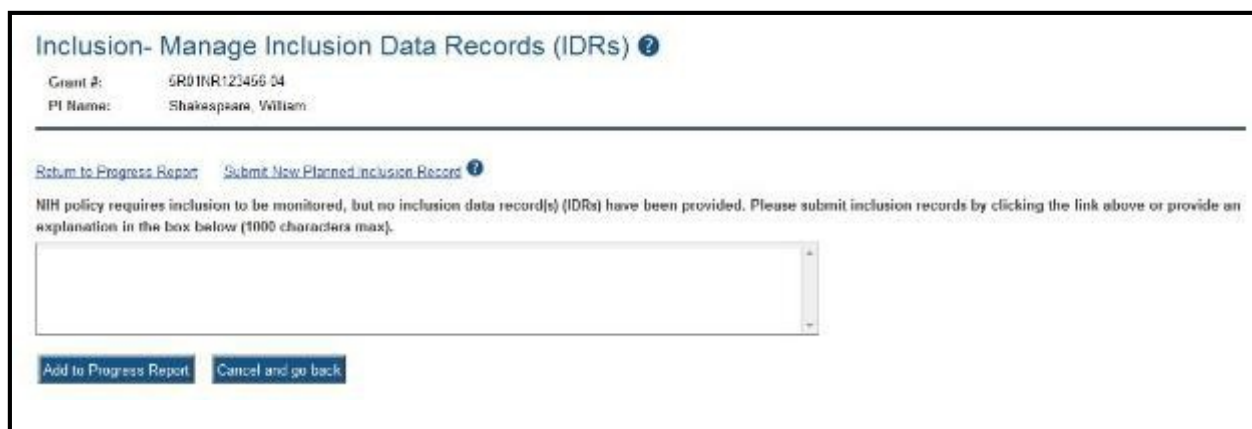 Inclusion- Manage Inclusion Data Records (IDRs) ?
Grant #: 5R01NR123456-04
PI Name: Shakespeare, William
Return to Progress Report Submit New Planned Inclusion Record ?
NIH policy requires inclusion to be monitored, but no inclusion data record(s) (IDRs) have been provided. Please submit inclusion records by clicking the link above or provide an
explanation in the box below (1000 characters max).
Add to Progress Report Cancel and go back